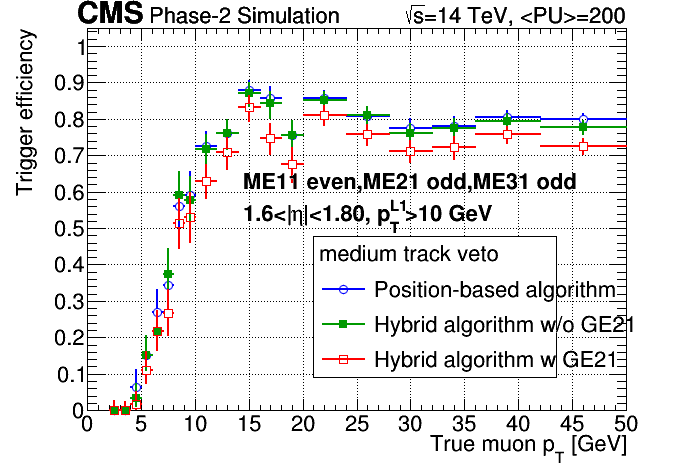 CMS Phase-2 Simulation √s=14 TeV, <PU>=200
Trigger efficiency
1
0.9
0.8
0.7
0.6
0.5
0.4
0.3
0.2
0.1
0
ME11 even,ME21 odd,ME31 odd
1.6<|η|<1.80, p_T^L1>10 GeV
medium track veto
Position-based algorithm
Hybrid algorithm w/o GE21
Hybrid algorithm w GE21
0 5 10 15 20 25 30 35 40 45 50
True muon p_T [GeV]